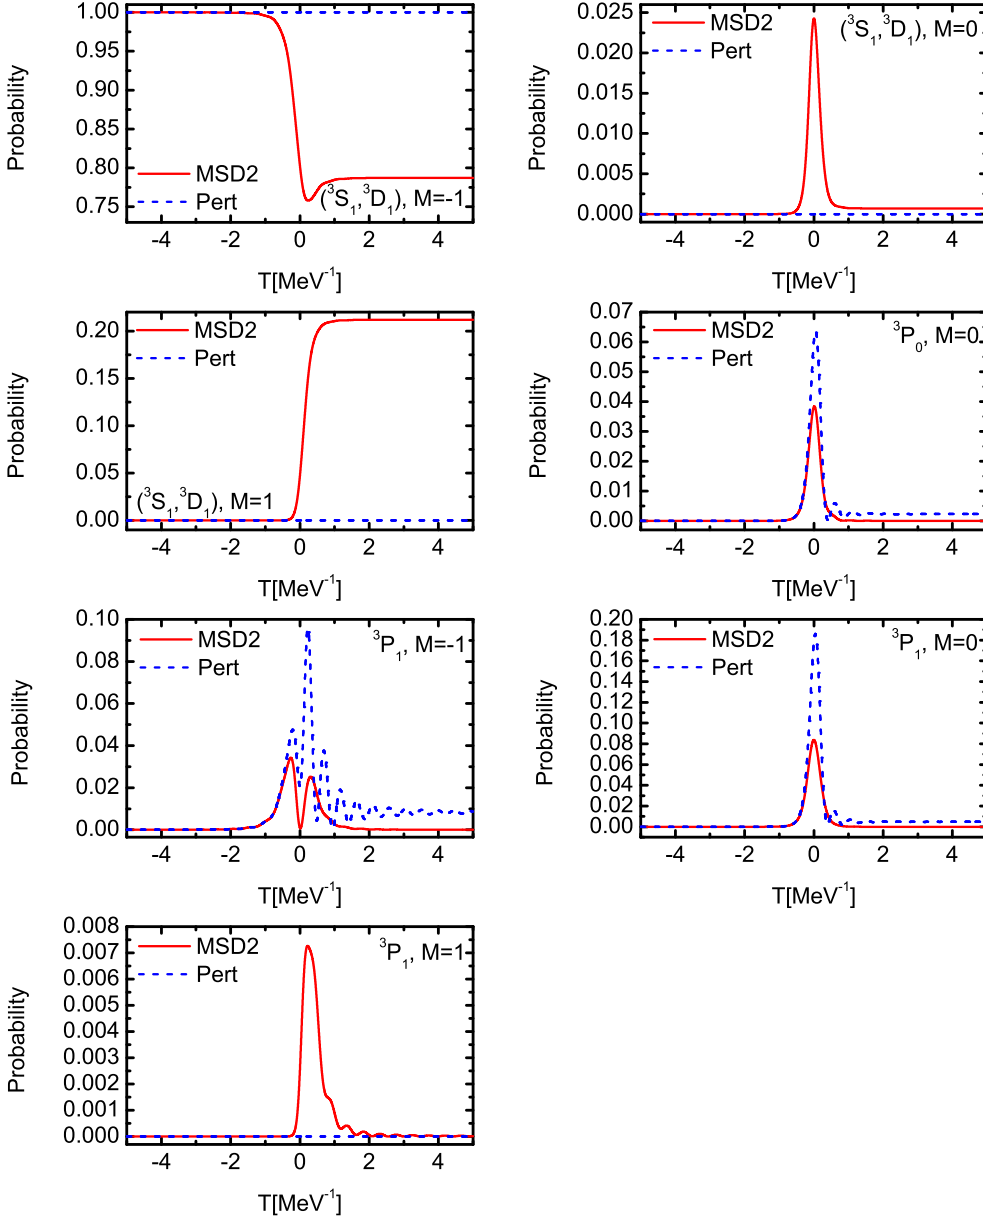 1.00
0.95
0.90
0.85
0.80
0.75
Probability
MSD2
Pert
(³S₁,³D₁), M=-1
-4 -2 0 2 4
T[MeV⁻¹]
0.025
0.020
0.015
0.010
0.005
0.000
Probability
MSD2
Pert
(³S₁,³D₁), M=0
-4 -2 0 2 4
T[MeV⁻¹]
0.20
0.15
0.10
0.05
0.00
Probability
MSD2
Pert
(³S₁,³D₁), M=1
-4 -2 0 2 4
T[MeV⁻¹]
0.07
0.06
0.05
0.04
0.03
0.02
0.01
0.00
Probability
MSD2
Pert
³P₀, M=0
-4 -2 0 2 4
T[MeV⁻¹]
0.10
0.08
0.06
0.04
0.02
0.00
Probability
MSD2
Pert
³P₁, M=-1
-4 -2 0 2 4
T[MeV⁻¹]
0.20
0.18
0.16
0.14
0.12
0.10
0.08
0.06
0.04
0.02
0.00
Probability
MSD2
Pert
³P₁, M=0
-4 -2 0 2 4
T[MeV⁻¹]
0.008
0.007
0.006
0.005
0.004
0.003
0.002
0.001
0.000
Probability
MSD2
Pert
³P₁, M=1
-4 -2 0 2 4
T[MeV⁻¹]